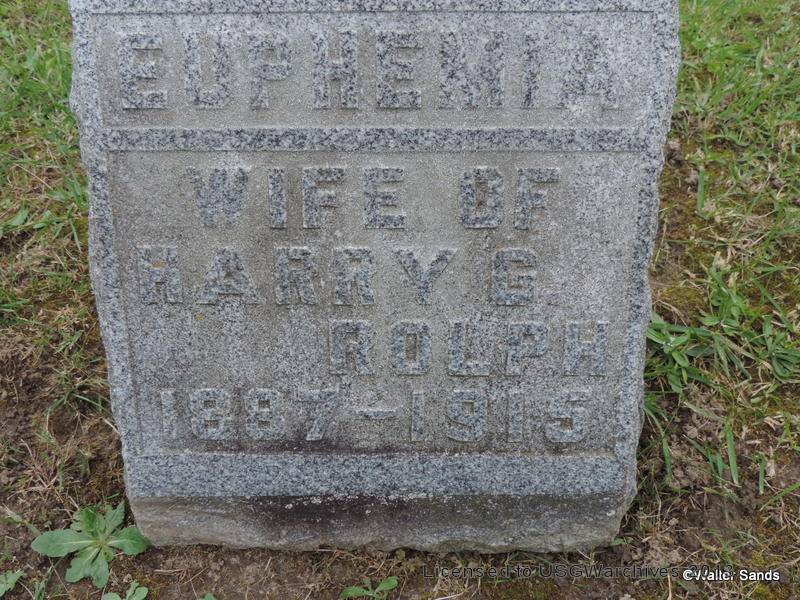 EUPHEMIA
WIFE OF
HARRY G.
ROLPH
1887-1915
Licensed to USGWarchives
©Walter Sands